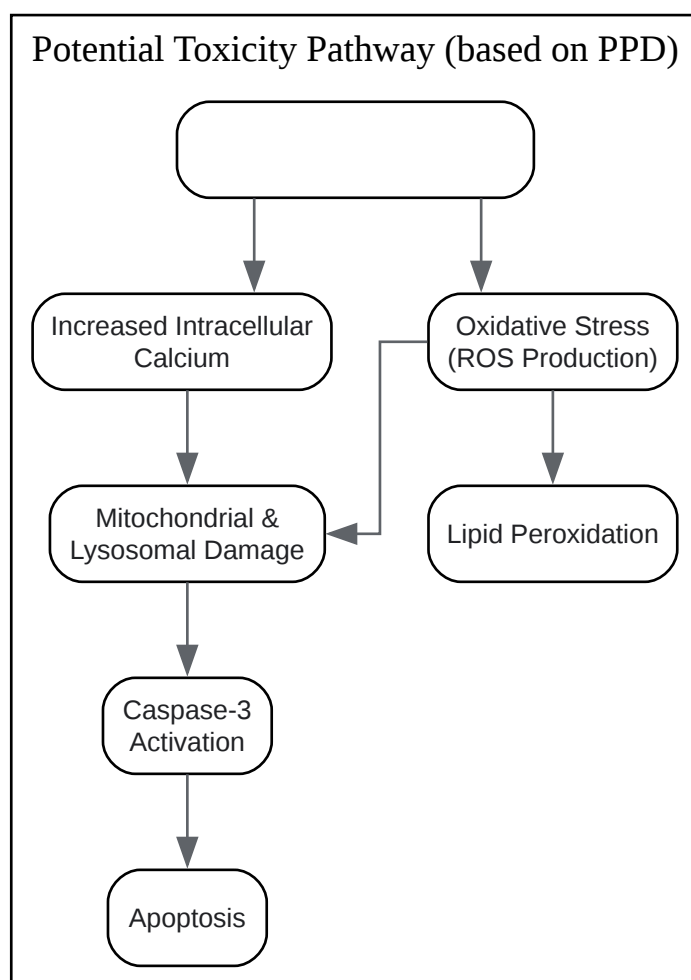 Potential Toxicity Pathway (based on PPD)
Increased Intracellular
Calcium
Oxidative Stress
(ROS Production)
Mitochondrial &
Lysosomal Damage
Lipid Peroxidation
Caspase-3
Activation
Apoptosis